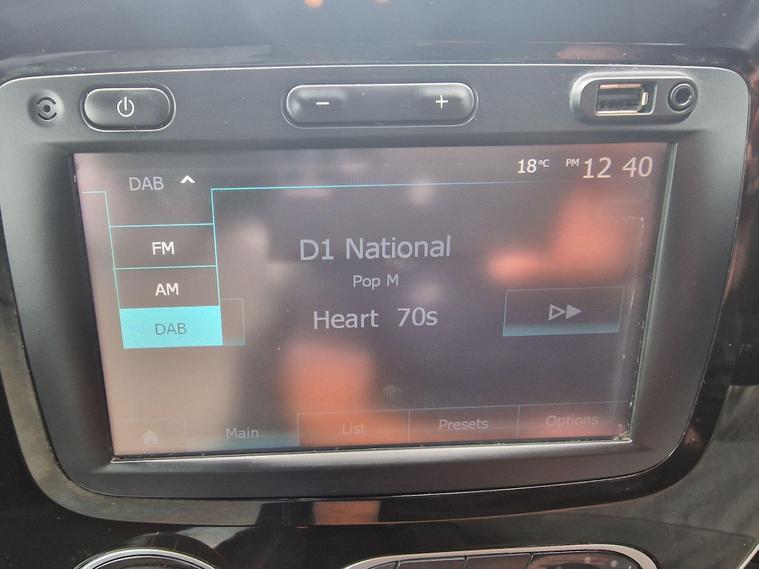 DAB
18°C PM 12 40
FM
AM
DAB
D1 National
Pop M
Heart 70s
Main
List
Presets
Options